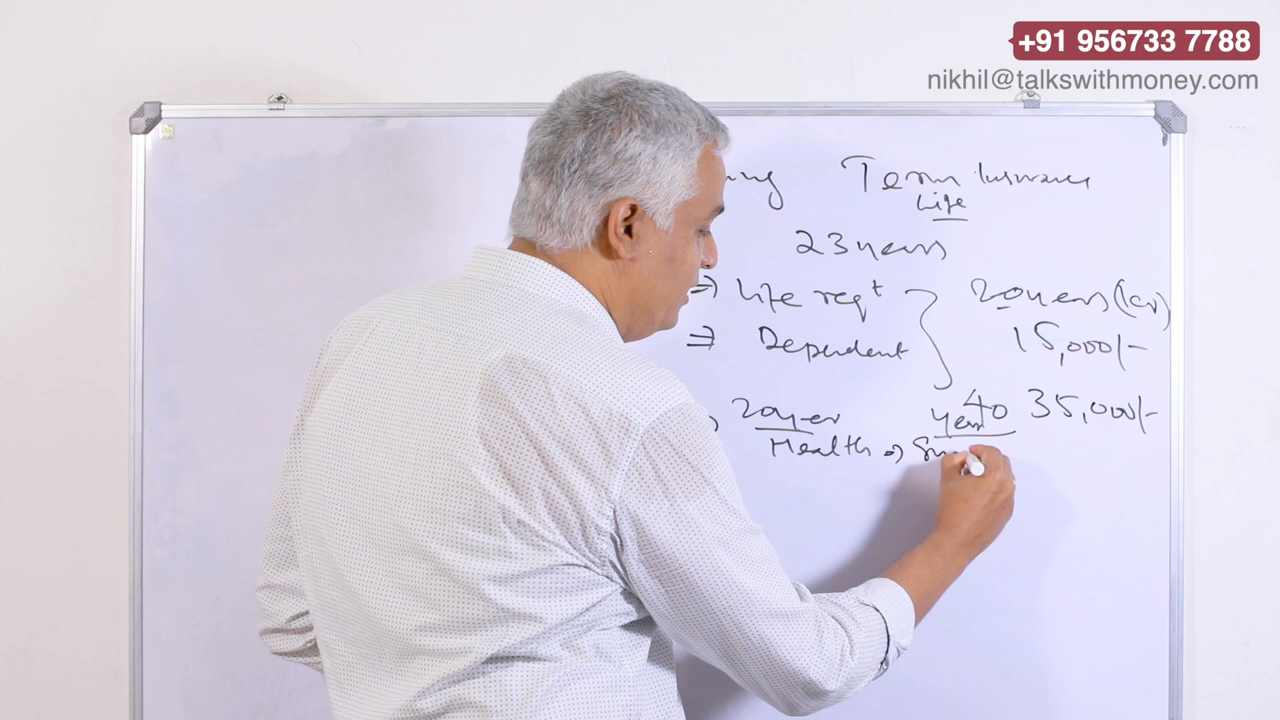 +91 956733 7788
nikhil@talkswithmoney.com
Term Insurance
Life
23 years
⇒ Life reqt 20 years (1cr)
⇒ Dependent 15,000/-
20 year 40 year 35,000/-
Health ⇒